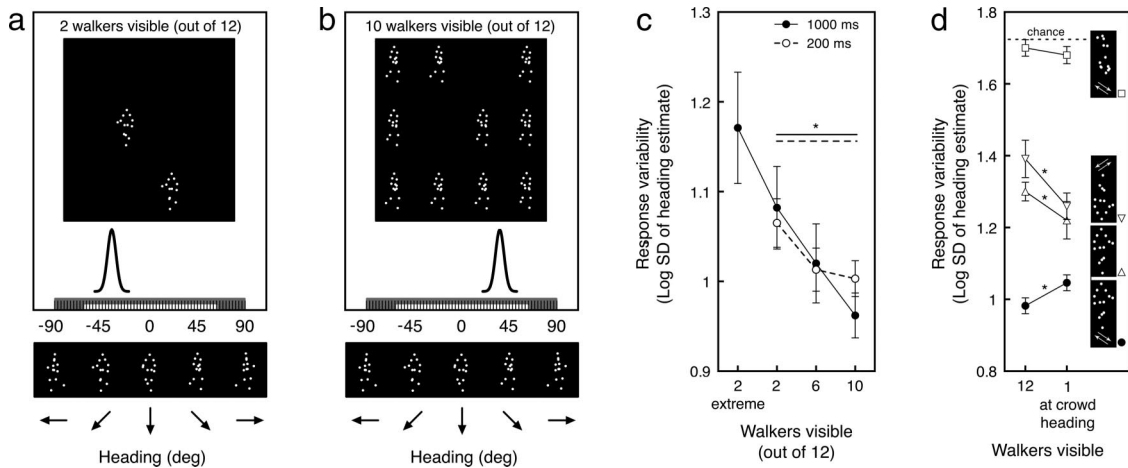 a
2 walkers visible (out of 12)
-90 -45 0 45 90
Heading (deg)
b
10 walkers visible (out of 12)
-90 -45 0 45 90
Heading (deg)
c
Response variability
(Log SD of heading estimate)
1.3
1.2
1.1
1
0.9
1000 ms
200 ms
*
2 2 6 10
extreme
Walkers visible
(out of 12)
d
Response variability
(Log SD of heading estimate)
1.8
1.6
1.4
1.2
1
0.8
chance
*
*
*
12 1
at crowd
heading
Walkers visible